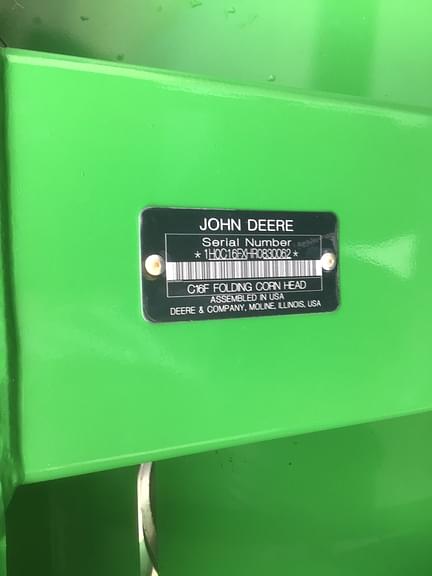 JOHN DEERE
Serial Number
*1H0C16FXHR0830062*
C16F FOLDING CORN HEAD
ASSEMBLED IN USA
DEERE & COMPANY, MOLINE, ILLINOIS, USA